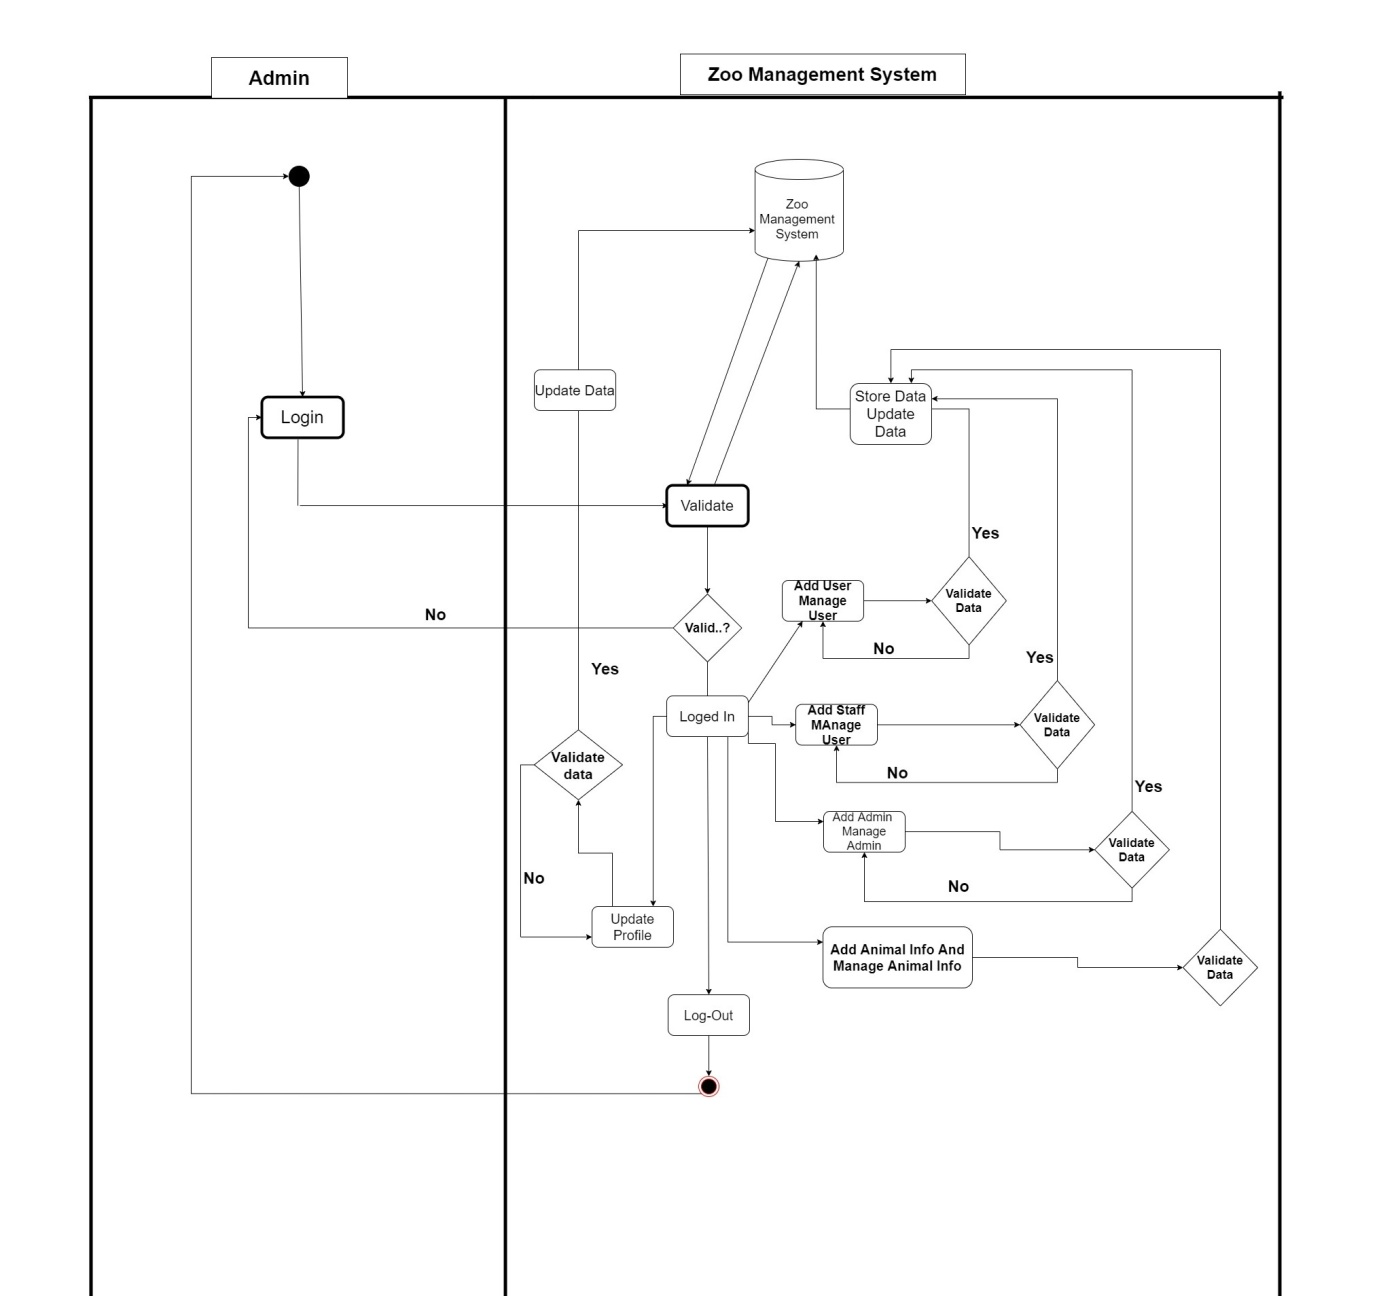 Admin
Zoo Management System
Zoo
Management
System
Update Data
Store Data
Update
Data
Login
Validate
Yes
Add User
Manage
User
Validate
Data
No
Valid..?
No
Yes
Yes
Loged In
Add Staff
MAnage
User
Validate
Data
No
Validate
data
Yes
Add Admin
Manage
Admin
Validate
Data
No
No
Update
Profile
Add Animal Info And
Manage Animal Info
Validate
Data
Log-Out